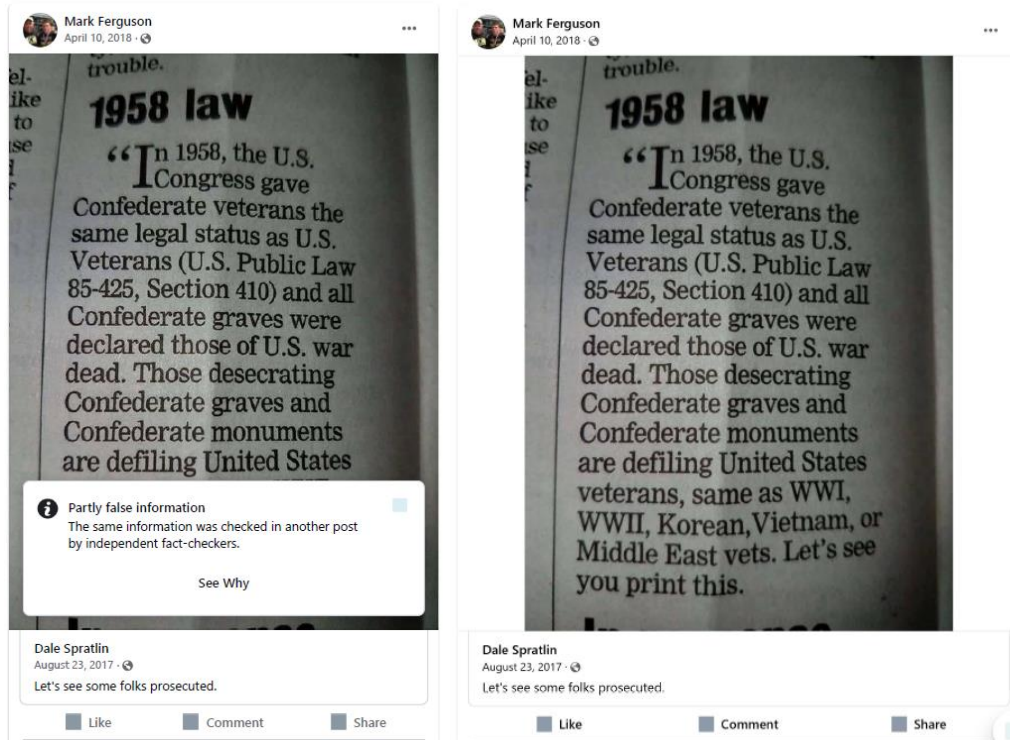 Mark Ferguson
April 10, 2018
trouble.
el-
ike
to
se
1958 law
“In 1958, the U.S.
Congress gave
Confederate veterans the
same legal status as U.S.
Veterans (U.S. Public Law
85-425, Section 410) and all
Confederate graves were
declared those of U.S. war
dead. Those desecrating
Confederate graves and
Confederate monuments
are defiling United States
Partly false information
The same information was checked in another post
by independent fact-checkers.
See Why
Dale Spratlin
August 23, 2017
Let's see some folks prosecuted.
Like Comment Share
Mark Ferguson
April 10, 2018
trouble.
el-
ike
to
se
1958 law
“In 1958, the U.S.
Congress gave
Confederate veterans the
same legal status as U.S.
Veterans (U.S. Public Law
85-425, Section 410) and all
Confederate graves were
declared those of U.S. war
dead. Those desecrating
Confederate graves and
Confederate monuments
are defiling United States
veterans, same as WWI,
WWII, Korean, Vietnam, or
Middle East vets. Let's see
you print this.
Dale Spratlin
August 23, 2017
Let's see some folks prosecuted.
Like Comment Share